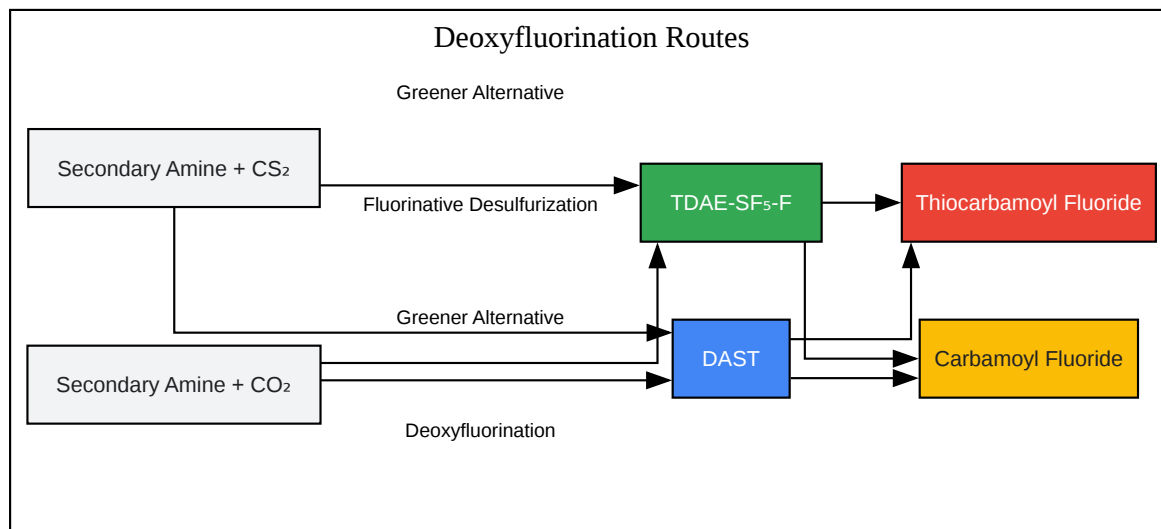 Deoxyfluorination Routes
Greener Alternative
Secondary Amine + CS₂
Fluorinative Desulfurization
TDAE-SF₅-F
Thiocarbamoyl Fluoride
Greener Alternative
Secondary Amine + CO₂
DAST
Carbamoyl Fluoride
Deoxyfluorination